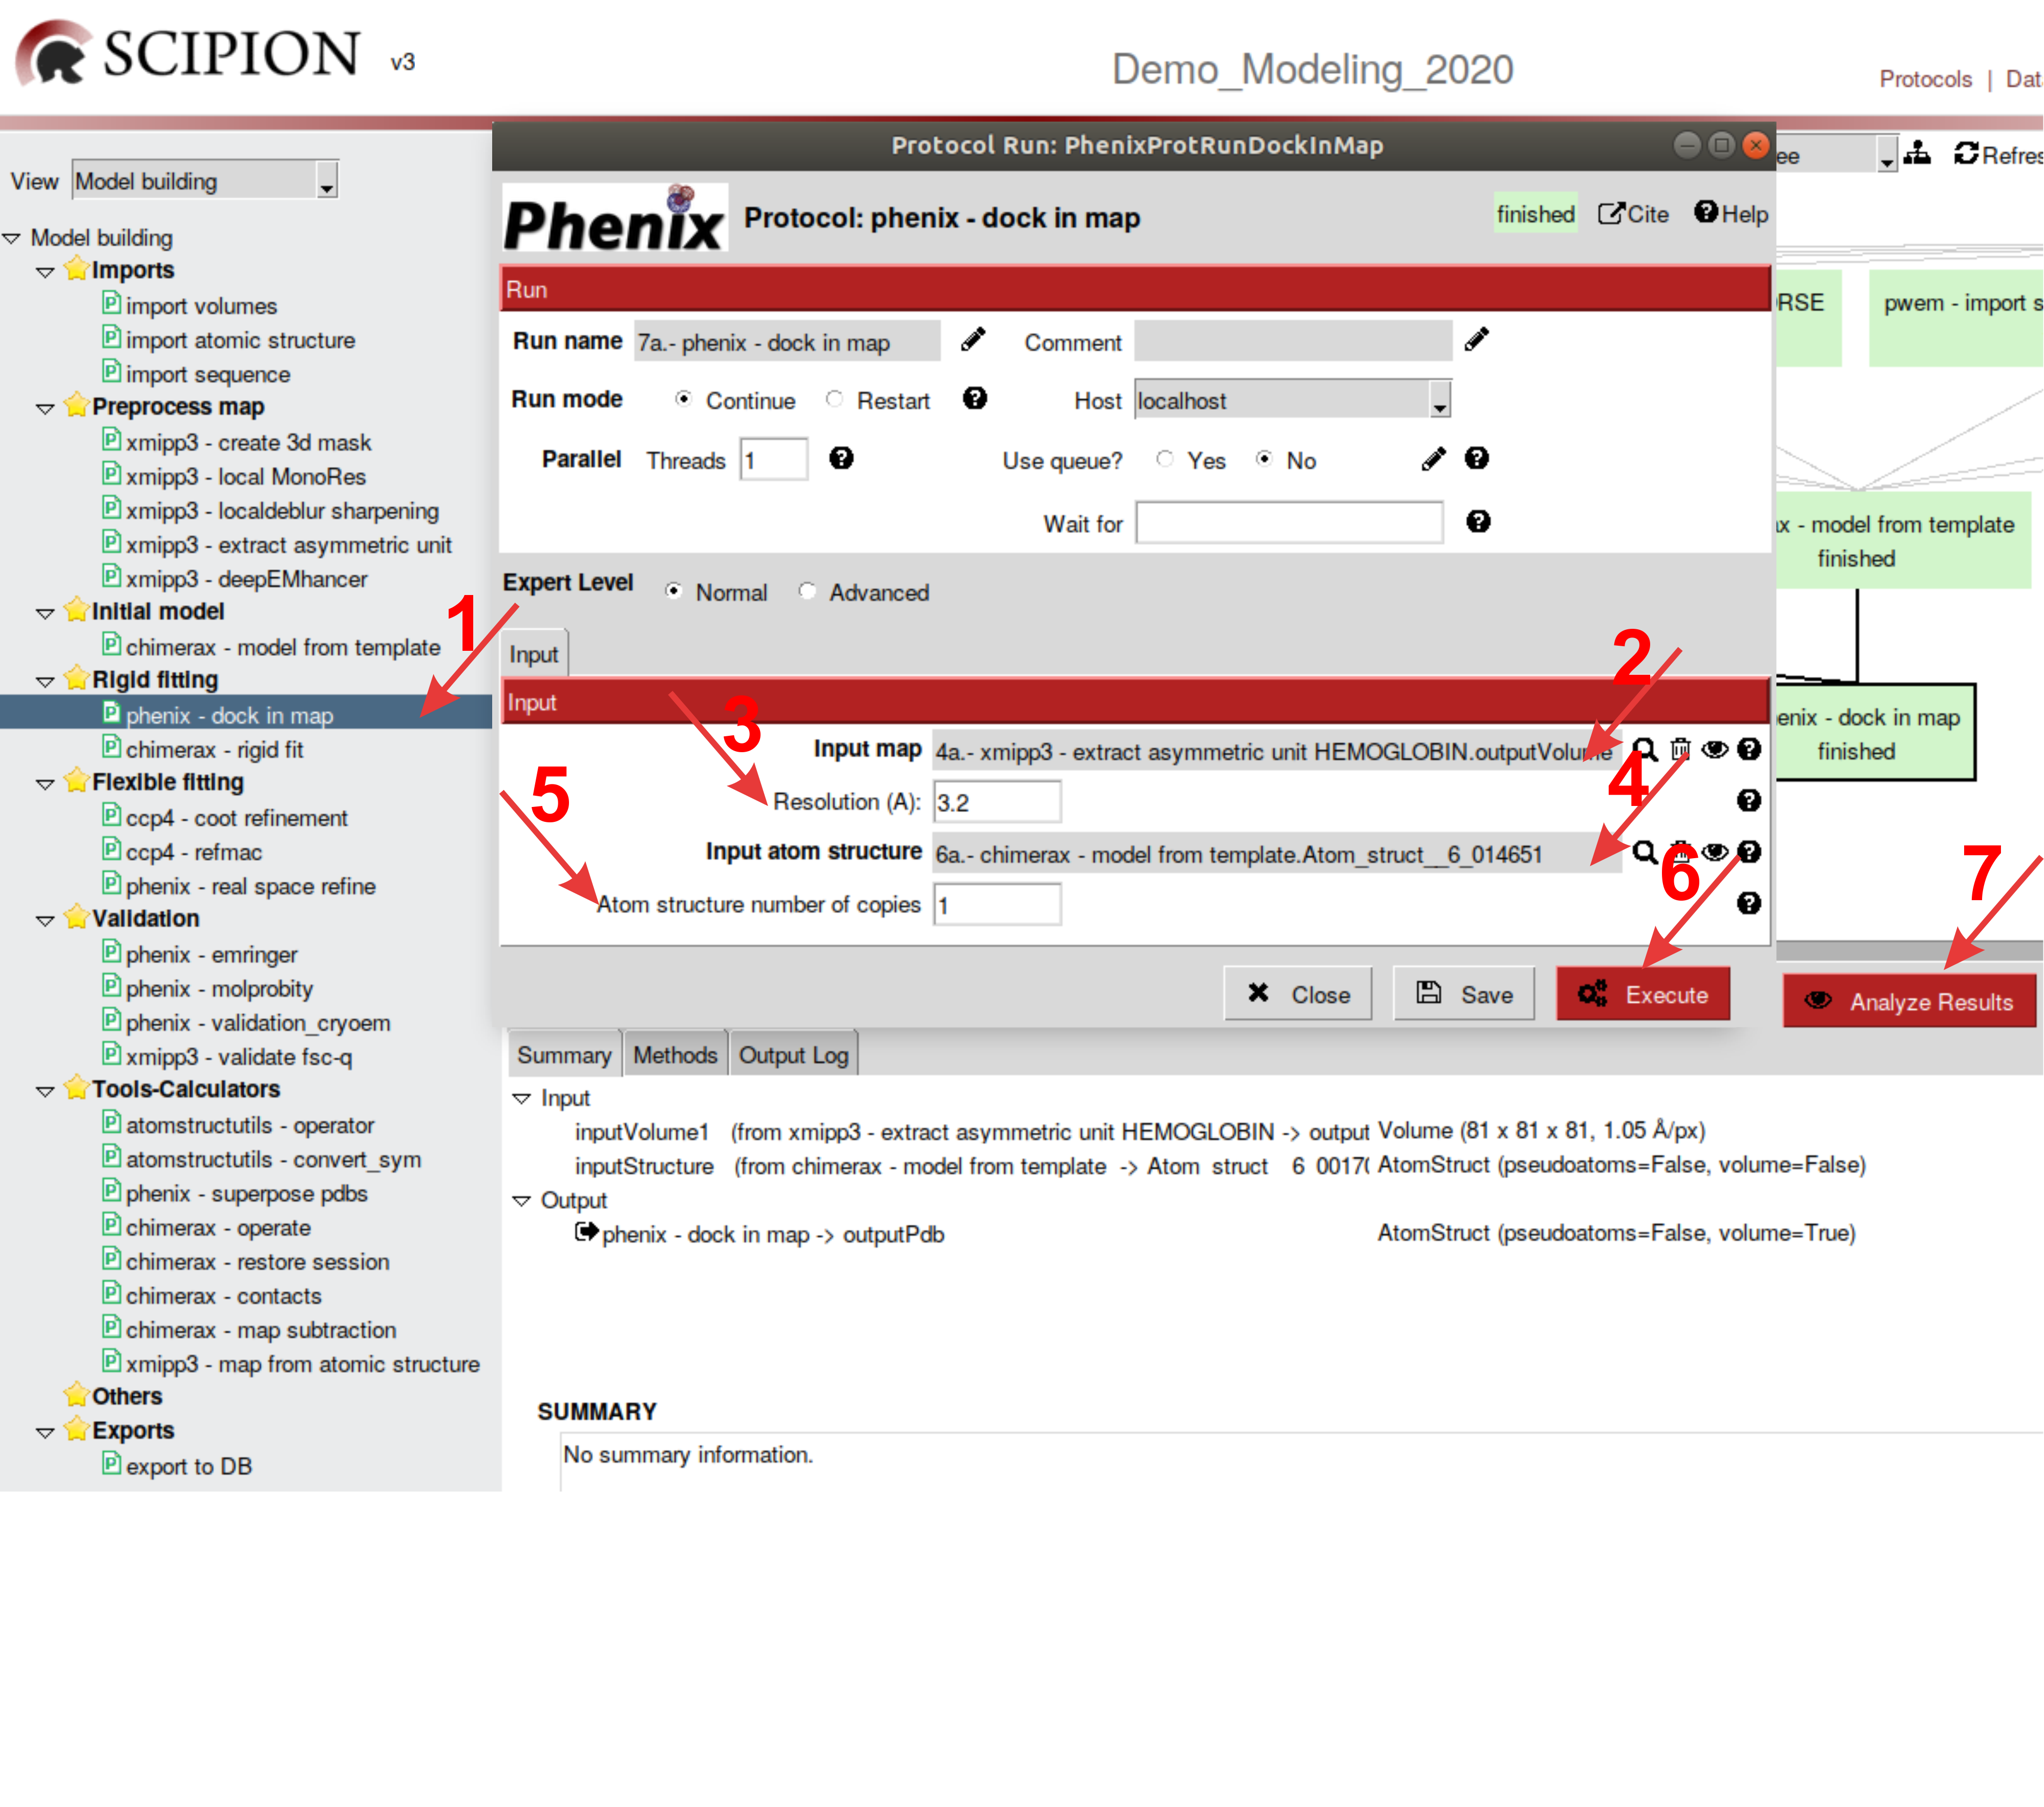 SCIPION v3
Demo_Modeling_2020
Protocols | Dat
View Model building
Model building
Imports
import volumes
import atomic structure
import sequence
Preprocess map
xmipp3 - create 3d mask
xmipp3 - local MonoRes
xmipp3 - localdeblur sharpening
xmipp3 - extract asymmetric unit
xmipp3 - deepEMhancer
Initial model
chimerax - model from template
Rigid fitting
phenix - dock in map
chimerax - rigid fit
Flexible fitting
ccp4 - coot refinement
ccp4 - refmac
phenix - real space refine
Validation
phenix - emringer
phenix - molprobity
phenix - validation_cryoem
xmipp3 - validate fsc-q
Tools-Calculators
atomstructutils - operator
atomstructutils - convert_sym
phenix - superpose pdbs
chimerax - operate
chimerax - restore session
chimerax - contacts
chimerax - map subtraction
xmipp3 - map from atomic structure
Others
Exports
export to DB
Protocol Run: PhenixProtRunDockInMap
Phenix Protocol: phenix - dock in map finished Cite Help
Run
Run name 7a.- phenix - dock in map Comment
Run mode Continue Restart Host localhost
Parallel Threads 1 Use queue? Yes No
Wait for
Expert Level Normal Advanced
Input
Input
Input map 4a.- xmipp3 - extract asymmetric unit HEMOGLOBIN.outputVolume
Resolution (A): 3.2
Input atom structure 6a.- chimerax - model from template.Atom_struct__6_014651
Atom structure number of copies 1
Close Save Execute
1
2
3
4
5
6
7
ee Refres
RSE pwem - import s
x - model from template
finished
enix - dock in map
finished
Analyze Results
Summary Methods Output Log
Input
inputVolume1 (from xmipp3 - extract asymmetric unit HEMOGLOBIN -> output Volume (81 x 81 x 81, 1.05 Å/px)
inputStructure (from chimerax - model from template -> Atom struct 6 0017( AtomStruct (pseudoatoms=False, volume=False)
Output
phenix - dock in map -> outputPdb AtomStruct (pseudoatoms=False, volume=True)
SUMMARY
No summary information.